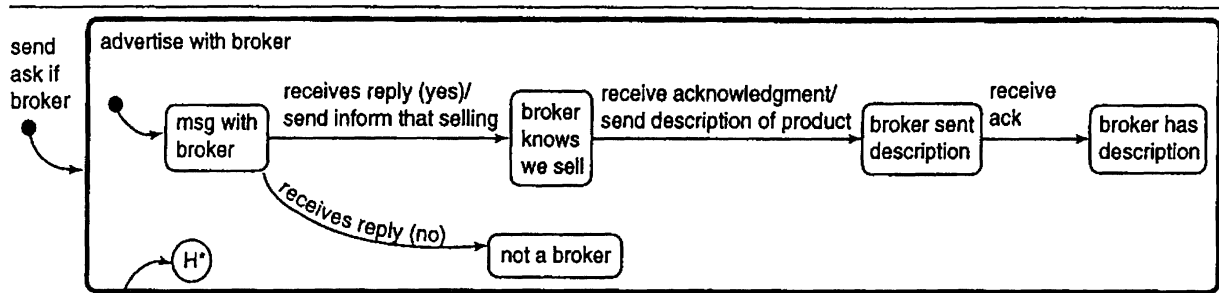 send
ask if
broker
advertise with broker
msg with
broker
receives reply (yes)/
send inform that selling
broker
knows
we sell
receive acknowledgment/
send description of product
broker sent
description
receive
ack
broker has
description
receives reply (no)
not a broker
H*